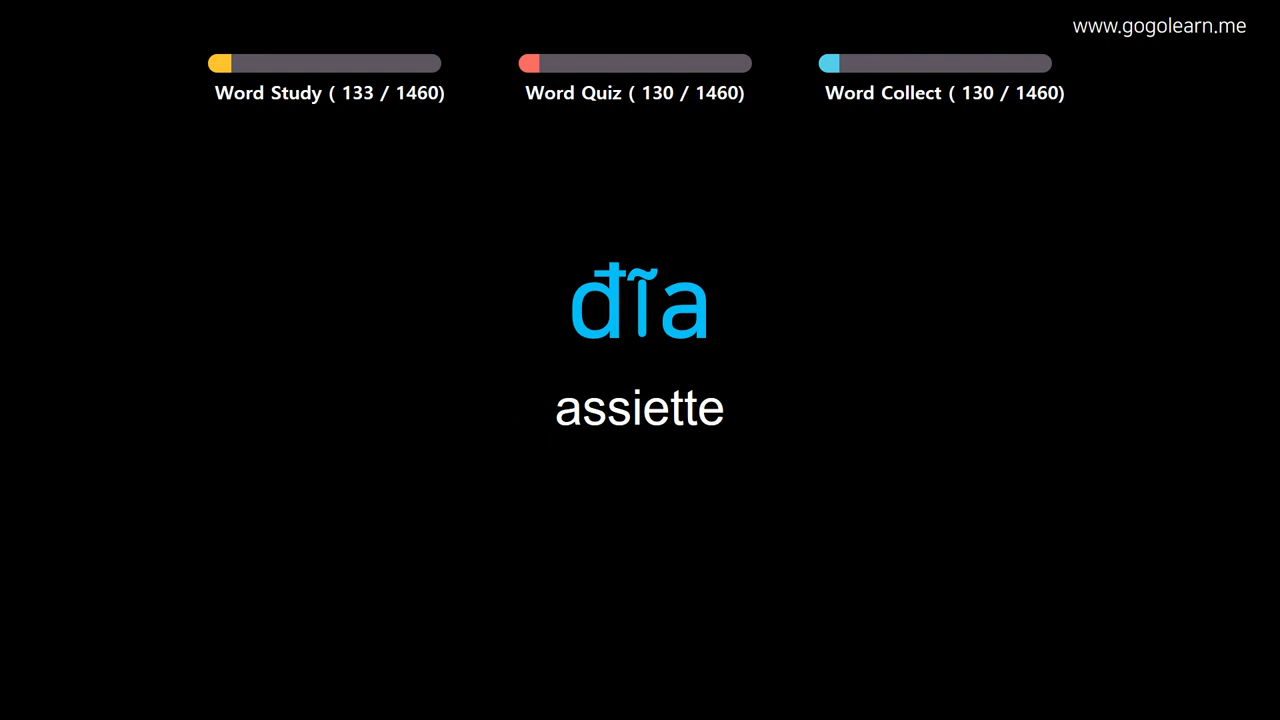 www.gogolearn.me
Word Study ( 133 / 1460)
Word Quiz ( 130 / 1460)
Word Collect ( 130 / 1460)
đĩa
assiette